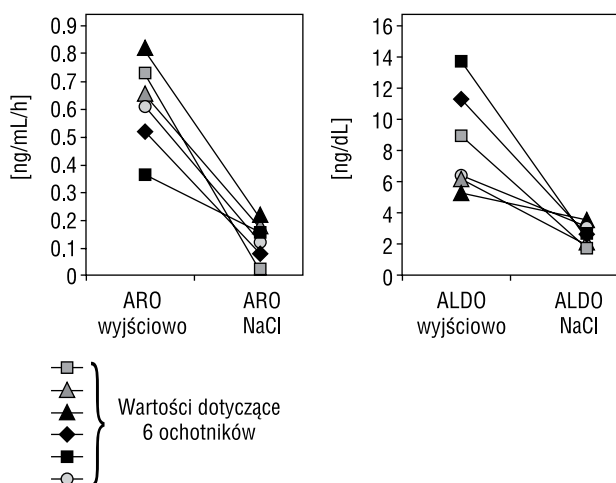 [ng/mL/h]
0.9
0.8
0.7
0.6
0.5
0.4
0.3
0.2
0.1
0
ARO
wyjściowo
ARO
NaCl
[ng/dL]
16
14
12
10
8
6
4
2
0
ALDO
wyjściowo
ALDO
NaCl
Wartości dotyczące
6 ochotników